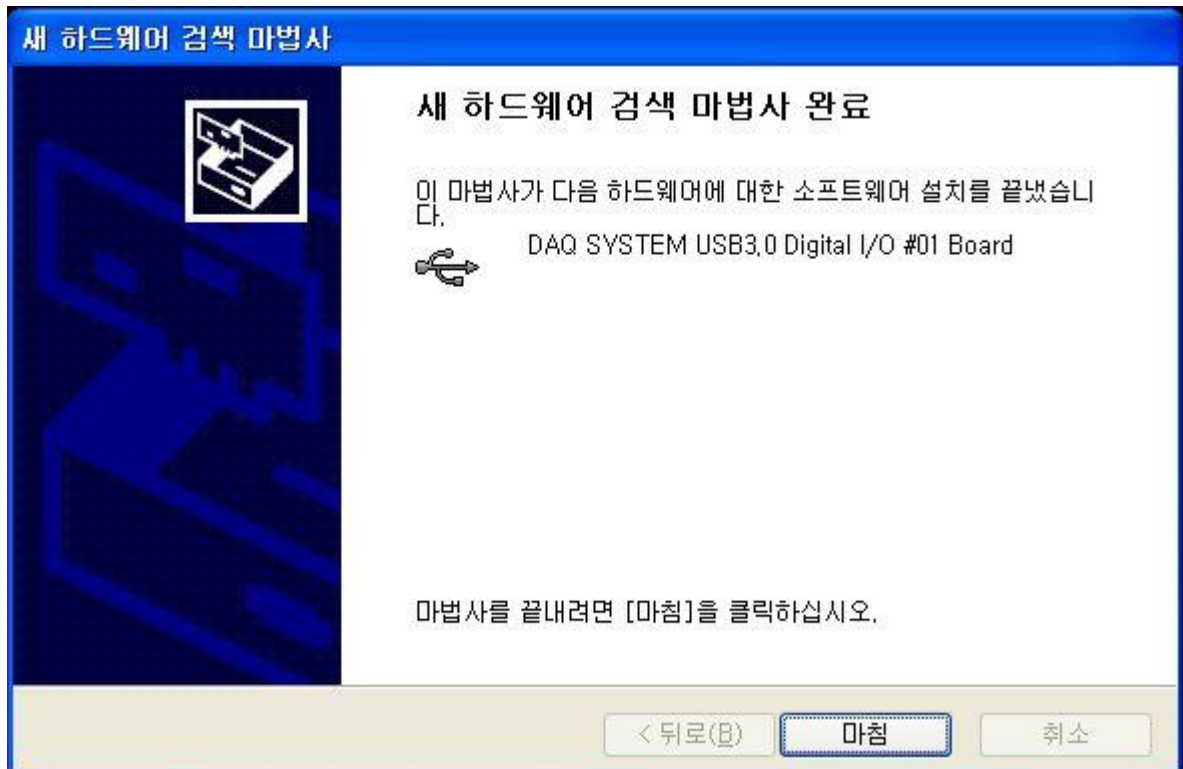 새 하드웨어 검색 마법사
새 하드웨어 검색 마법사 완료
이 마법사가 다음 하드웨어에 대한 소프트웨어 설치를 끝냈습니
다.
DAQ SYSTEM USB3.0 Digital I/O #01 Board
마법사를 끝내려면 [마침]을 클릭하십시오.
< 뒤로(B) 마침 취소